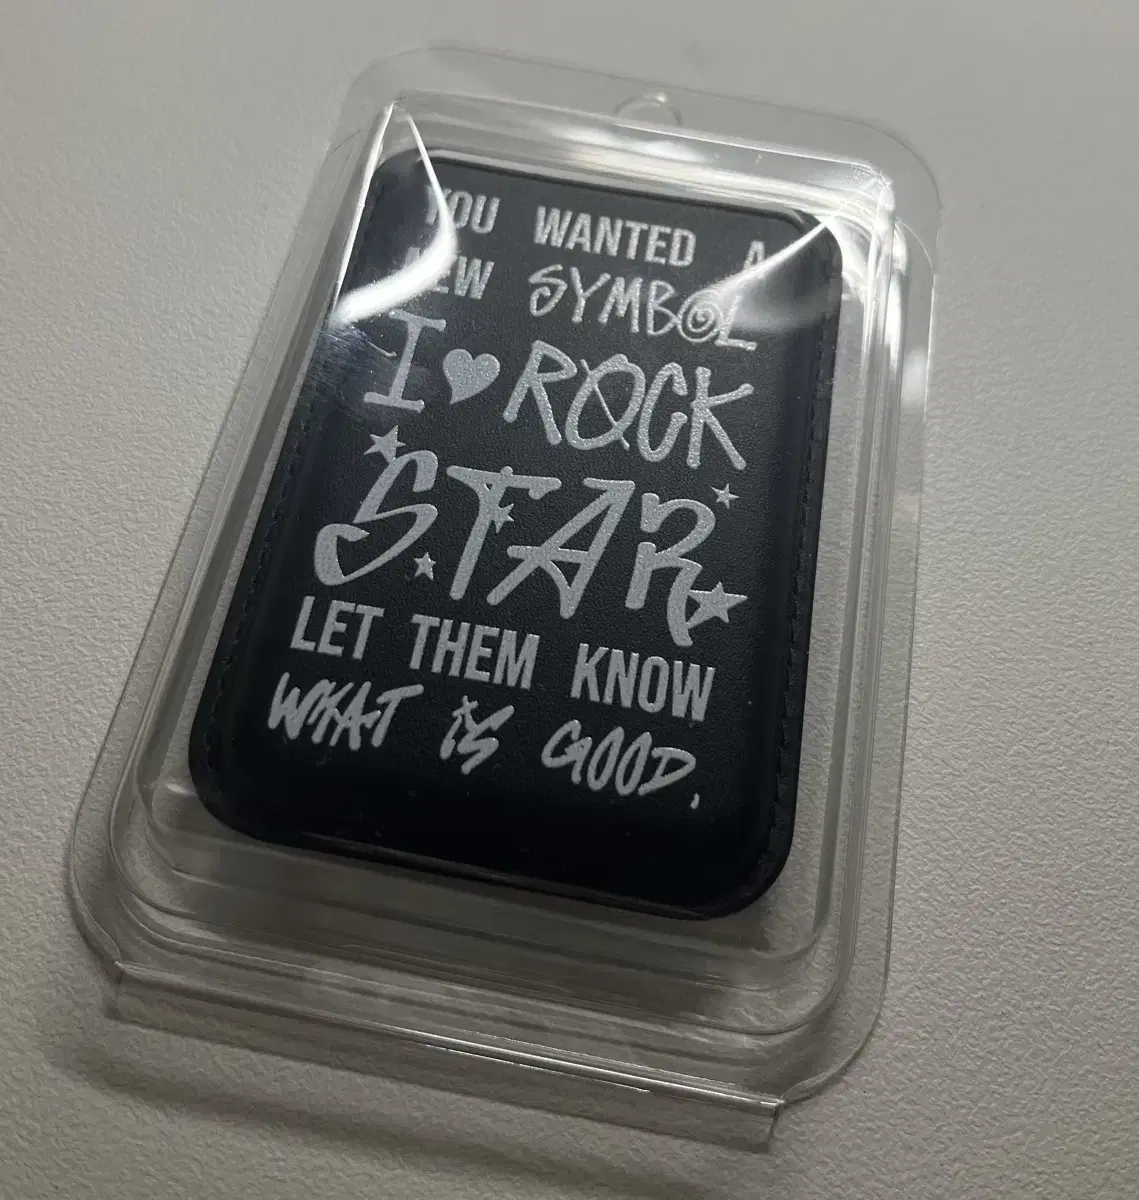 YOU WANTED A
NEW SYMBOL
I ♥ ROCK
STAR
LET THEM KNOW
WHAT IS GOOD.